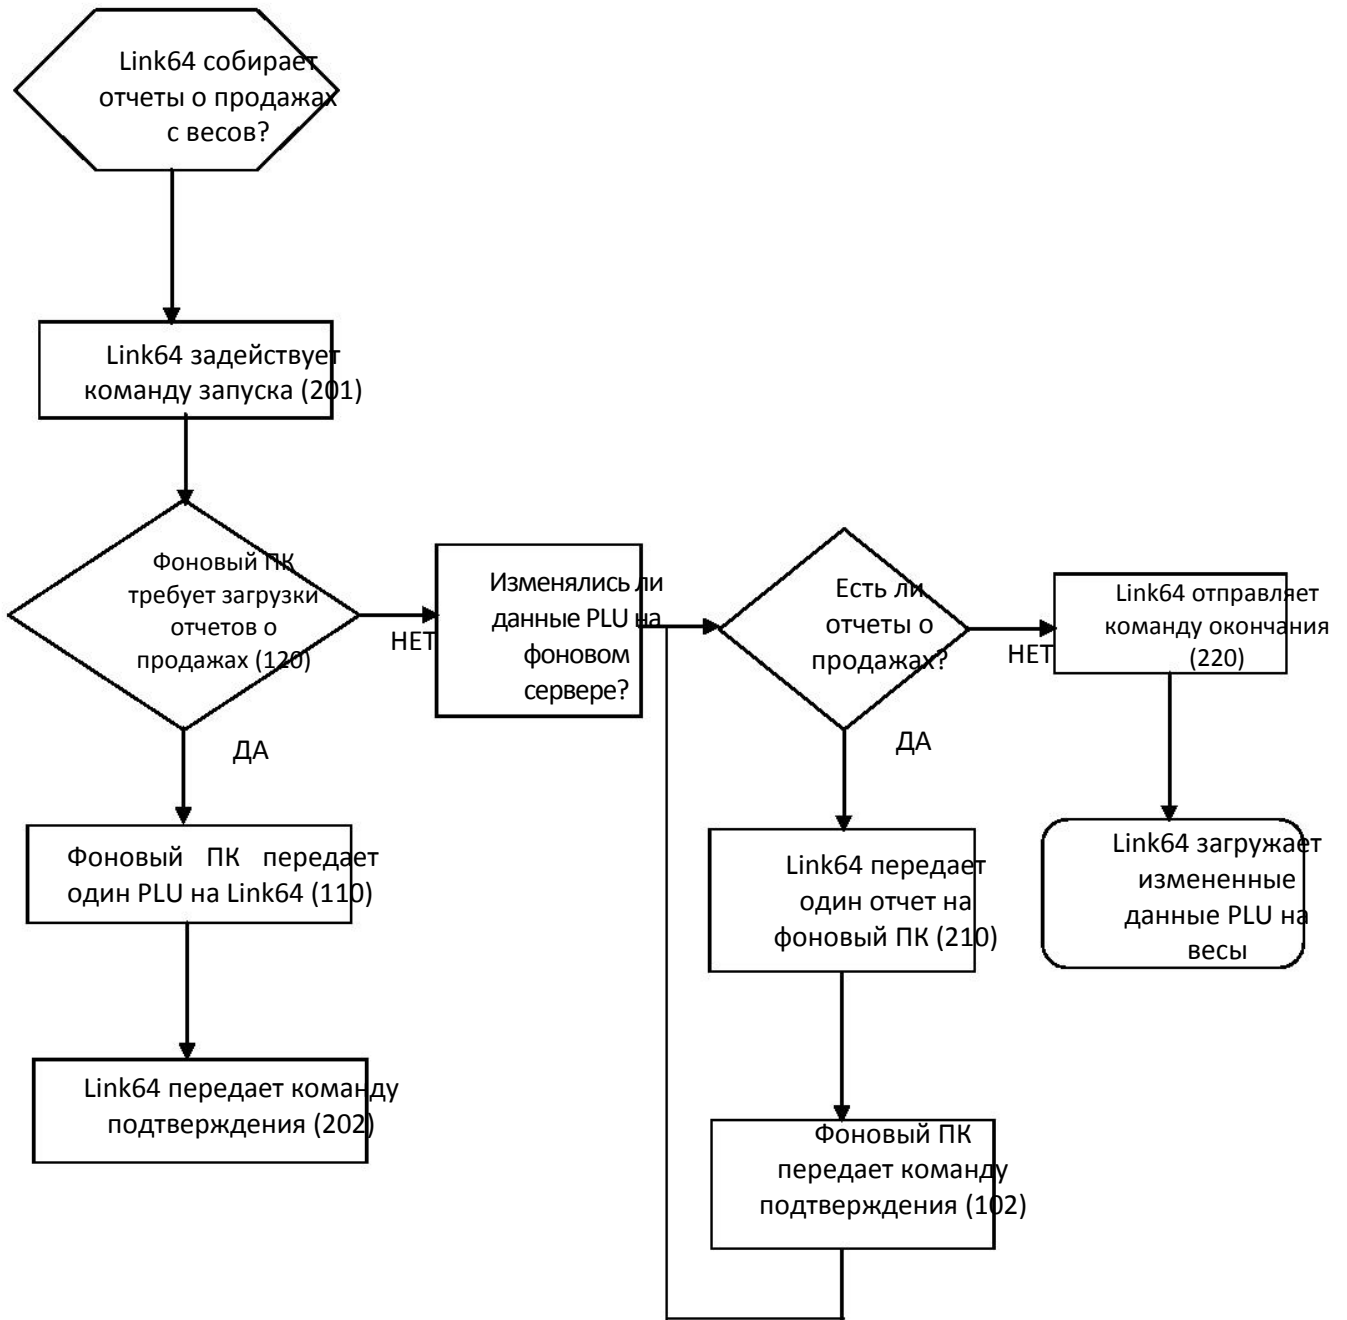 Link64 собирает
отчеты о продажах
с весов?
Link64 задействует
команду запуска (201)
Фоновый ПК
требует загрузки
отчетов о
продажах (120)
НЕТ
ДА
Изменялись ли
данные PLU на
фоновом
сервере?
Есть ли
отчеты о
продажах?
НЕТ
ДА
Link64 отправляет
команду окончания
(220)
Фоновый ПК передает
один PLU на Link64 (110)
Link64 передает
один отчет на
фоновый ПК (210)
Link64 загружает
измененные
данные PLU на
весы
Link64 передает команду
подтверждения (202)
Фоновый ПК
передает команду
подтверждения (102)